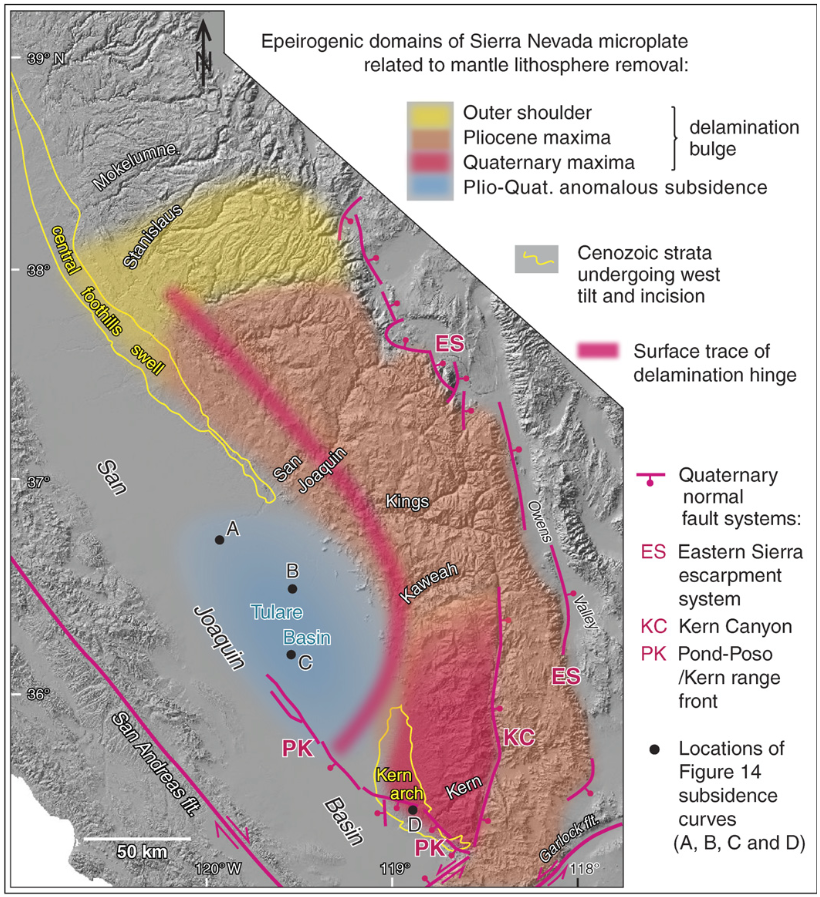 Epeirogenic domains of Sierra Nevada microplate
related to mantle lithosphere removal:
Outer shoulder
Pliocene maxima
Quaternary maxima
delamination
bulge
Plio-Quat. anomalous subsidence
Cenozoic strata
undergoing west
tilt and incision
Surface trace of
delamination hinge
Quaternary
normal
fault systems:
ES Eastern Sierra
escarpment
system
KC Kern Canyon
PK Pond-Poso
/Kern range
front
Locations of
Figure 14
subsidence
curves
(A, B, C and D)
N
39° N
Mokelumne
Stanislaus
38°
central foothills swell
ES
San
Joaquin
37°
San
Kings
Owens
A
Kaweah
B
Valley
Tulare
Basin
Joaquin
C
ES
36°
San Andreas flt.
PK
KC
Kern
arch
Kern
Basin
D
PK
Garlock flt.
50 km
120° W
119°
118°